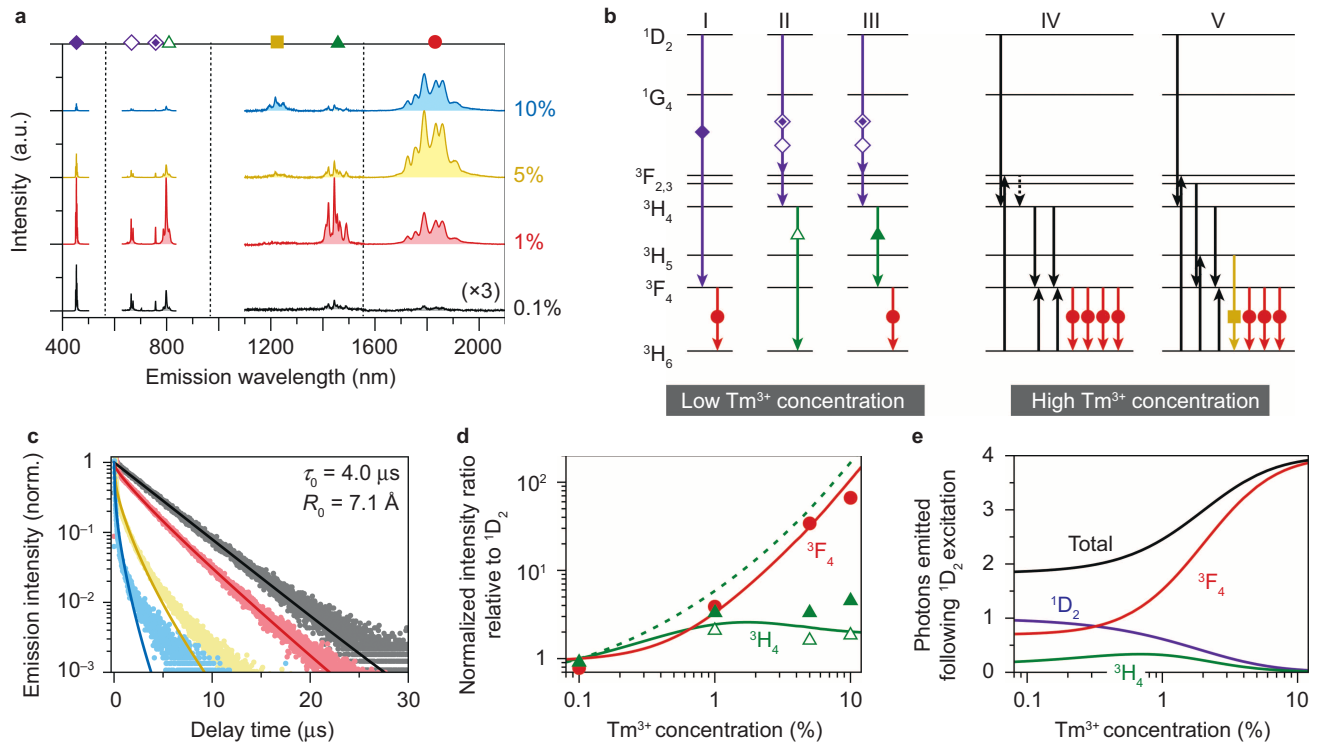 a
Intensity (a.u.)
10%
5%
1%
(×3)
0.1%
400 800 1200 1600 2000
Emission wavelength (nm)
b
I II III IV V
¹D₂
¹G₄
³F₂,₃
³H₄
³H₅
³F₄
³H₆
Low Tm³⁺ concentration
High Tm³⁺ concentration
c
Emission intensity (norm.)
1
10⁻¹
10⁻²
10⁻³
τ₀ = 4.0 μs
R₀ = 7.1 Å
0 10 20 30
Delay time (μs)
d
Normalized intensity ratio
relative to ¹D₂
10²
10
1
³F₄
³H₄
0.1 1 10
Tm³⁺ concentration (%)
e
Photons emitted
following ¹D₂ excitation
4
3
2
1
0
Total
³F₄
¹D₂
³H₄
0.1 1 10
Tm³⁺ concentration (%)